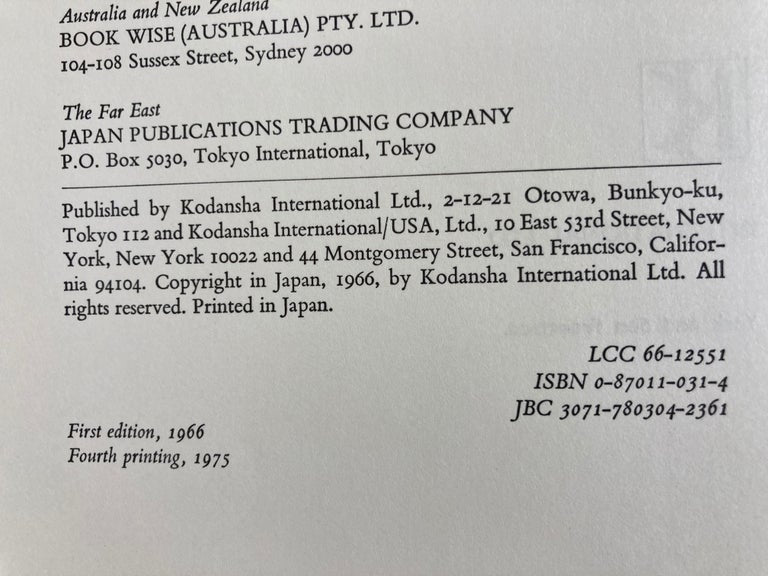 Australia and New Zealand
BOOK WISE (AUSTRALIA) PTY. LTD.
104-108 Sussex Street, Sydney 2000
The Far East
JAPAN PUBLICATIONS TRADING COMPANY
P.O. Box 5030, Tokyo International, Tokyo
Published by Kodansha International Ltd., 2-12-21 Otowa, Bunkyo-ku,
Tokyo 112 and Kodansha International/USA, Ltd., 10 East 53rd Street, New
York, New York 10022 and 44 Montgomery Street, San Francisco, Califor-
nia 94104. Copyright in Japan, 1966, by Kodansha International Ltd. All
rights reserved. Printed in Japan.
LCC 66-12551
ISBN 0-87011-031-4
JBC 3071-780304-2361
First edition, 1966
Fourth printing, 1975